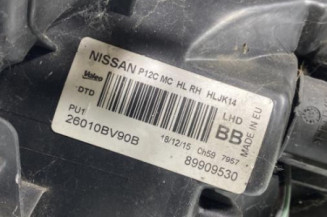 NISSAN P12C MC HL RH HLJK14
Valeo
DTD
LHD
PU1
BB
26010BV90B
18/12/15 Ch59 7957
MADE IN EU
89909530